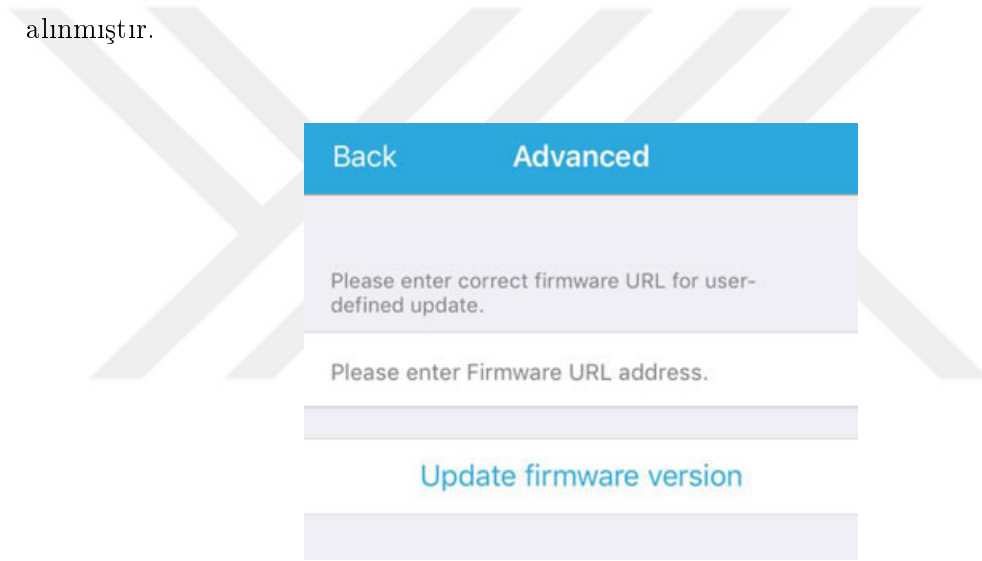 alınmıştır.
Back Advanced
Please enter correct firmware URL for user-
defined update.
Please enter Firmware URL address.
Update firmware version